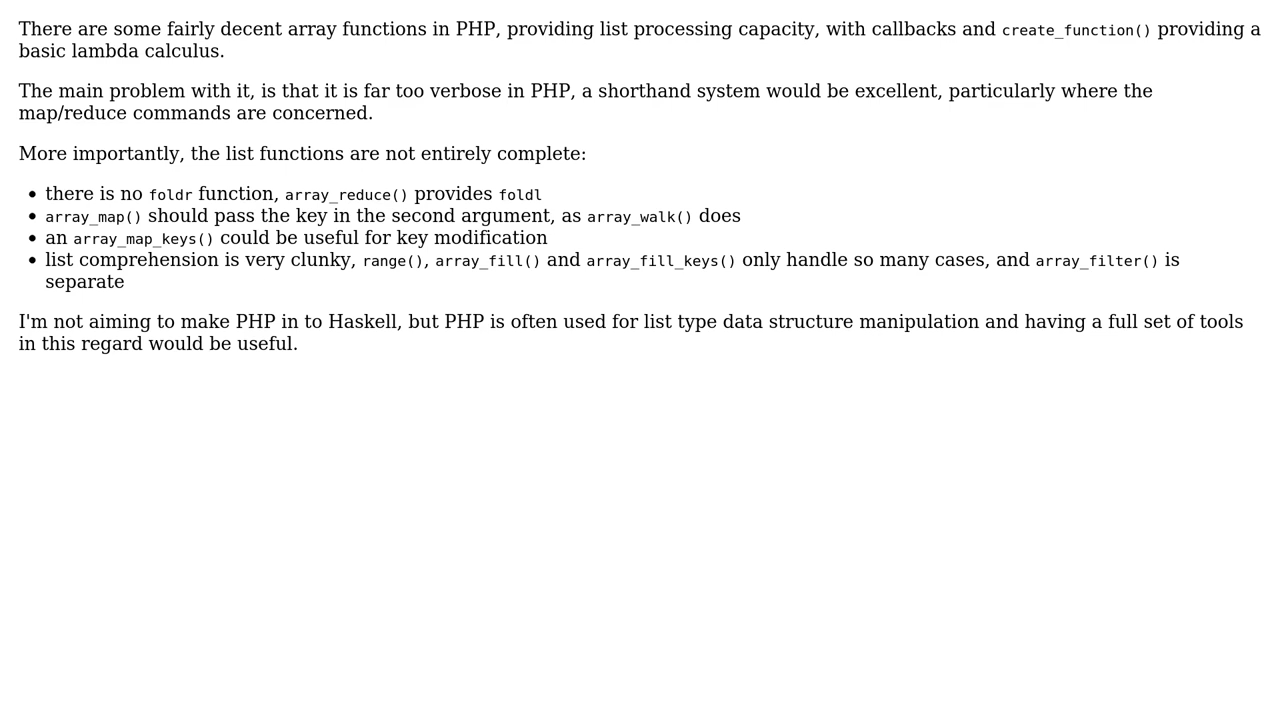 There are some fairly decent array functions in PHP, providing list processing capacity, with callbacks and create_function() providing a
basic lambda calculus.
The main problem with it, is that it is far too verbose in PHP, a shorthand system would be excellent, particularly where the
map/reduce commands are concerned.
More importantly, the list functions are not entirely complete:
• there is no foldr function, array_reduce() provides foldl
• array_map() should pass the key in the second argument, as array_walk() does
• an array_map_keys() could be useful for key modification
• list comprehension is very clunky, range(), array_fill() and array_fill_keys() only handle so many cases, and array_filter() is
separate
I'm not aiming to make PHP in to Haskell, but PHP is often used for list type data structure manipulation and having a full set of tools
in this regard would be useful.